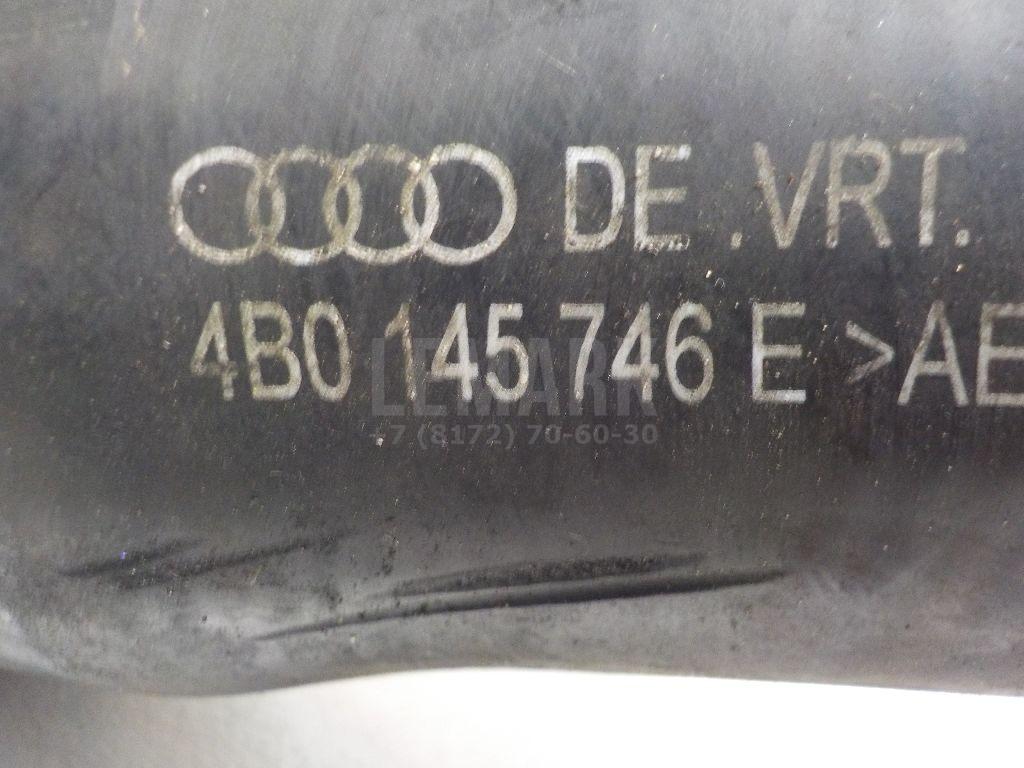 DE .VRT.
4B0 145 746 E >AE
LEMARK
+7 (8172) 70-60-30